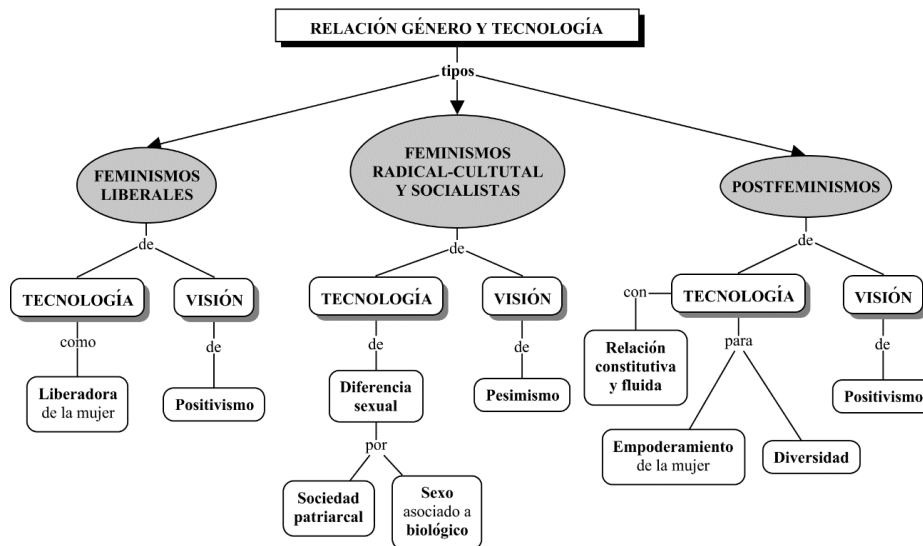 RELACIÓN GÉNERO Y TECNOLOGÍA
tipos
FEMINISMOS
LIBERALES
FEMINISMOS
RADICAL-CULTUTAL
Y SOCIALISTAS
POSTFEMINISMOS
de
de
de
TECNOLOGÍA
VISIÓN
TECNOLOGÍA
VISIÓN
con
TECNOLOGÍA
VISIÓN
como
de
de
de
para
de
Liberadora
de la mujer
Positivismo
Diferencia
sexual
Pesimismo
Relación
constitutiva
y fluida
Positivismo
por
Empoderamiento
de la mujer
Diversidad
Sociedad
patriarcal
Sexo
asociado a
biológico